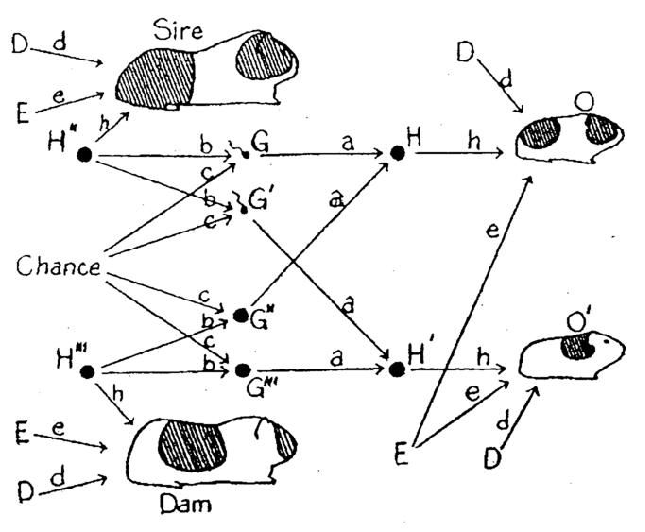 Sire
D d
E e
h
H" b G a H h
c
b G'
c
a
Chance
c
b G" a
c
H''' b G''' a H' h
h
E e
D d
Dam
D d
O
e
O'
e
E d
D